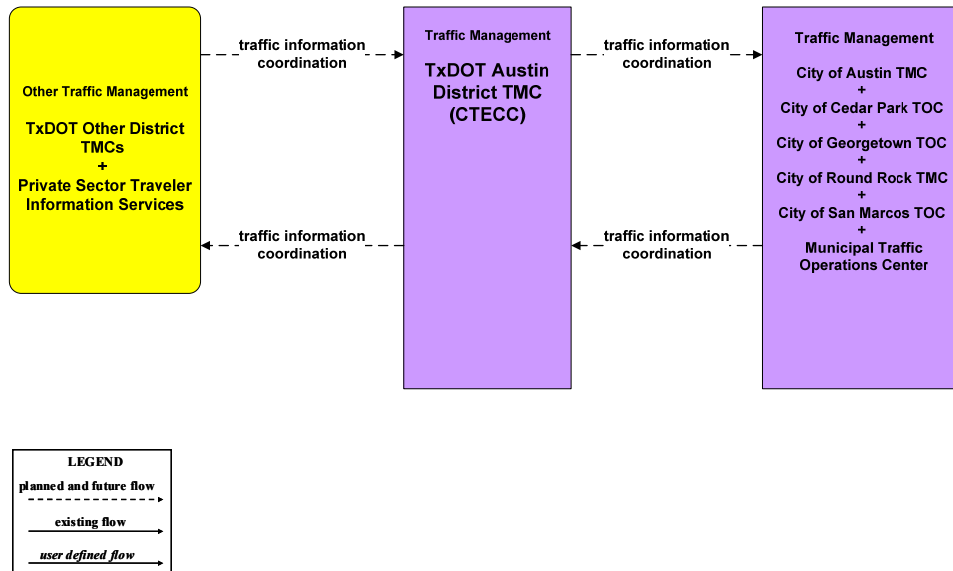 Other Traffic Management
TxDOT Other District
TMCs
+
Private Sector Traveler
Information Services
traffic information
coordination
traffic information
coordination
Traffic Management
TxDOT Austin
District TMC
(CTECC)
traffic information
coordination
traffic information
coordination
Traffic Management
City of Austin TMC
+
City of Cedar Park TOC
+
City of Georgetown TOC
+
City of Round Rock TMC
+
City of San Marcos TOC
+
Municipal Traffic
Operations Center
LEGEND
planned and future flow
existing flow
user defined flow